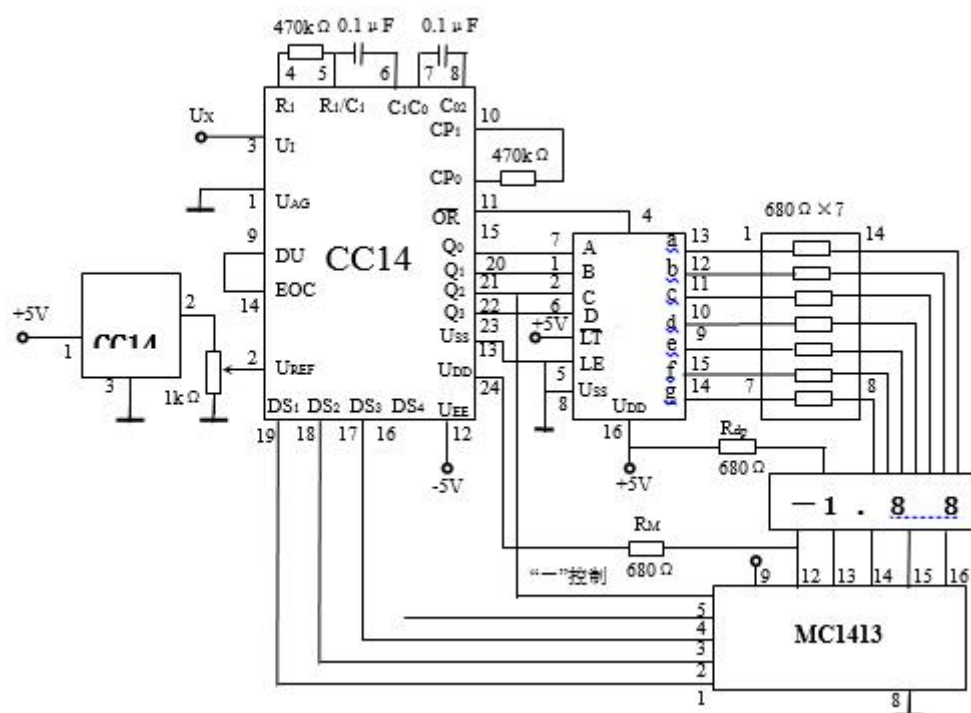 470kΩ 0.1μF 0.1μF
4 5 6 7 8
R1 R1/C1 C1C0 C02
10
Ux
CP1
3 UI
470kΩ
CP0
1 UAG
OR 11
4
680Ω×7
9
15
DU
CC14
Q0 7 A a 13 1 14
Q1 20 1 B b 12
EOC
Q2 21 2 C c 11
14
Q3 22 6 D d 10
+5V
2
USS 23 +5V LT e 9
1
2 UREF
13 5 LE f 15
UDD USS g 14 7 8
3
1kΩ
24 8
DS1 DS2 DS3 DS4 UEE
UDD
19 18 17 16 12
16
Rdp
680Ω
-5V
+5V
－1.8 8
RM
680Ω
“－”控制
9 12 13 14 15 16
5
4
MC1413
3
2
1
8